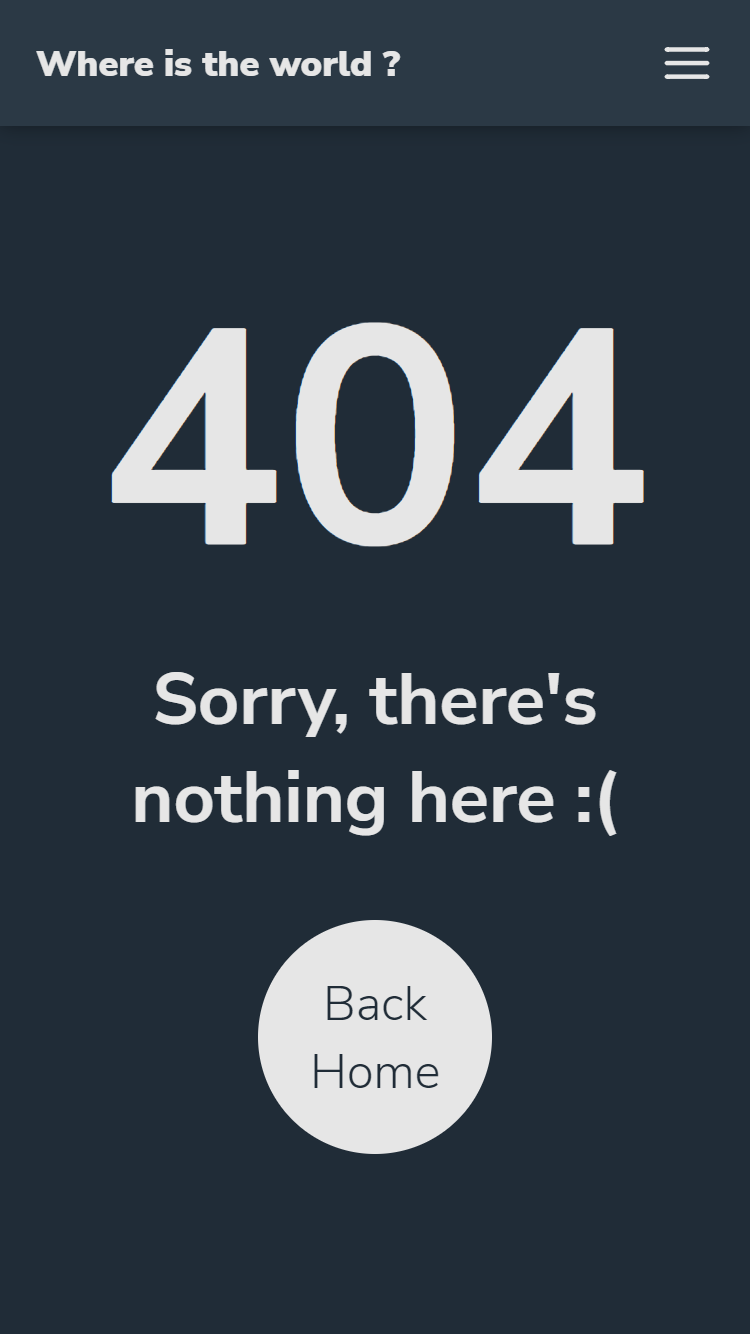 Where is the world ?
404
Sorry, there's
nothing here :(
Back
Home